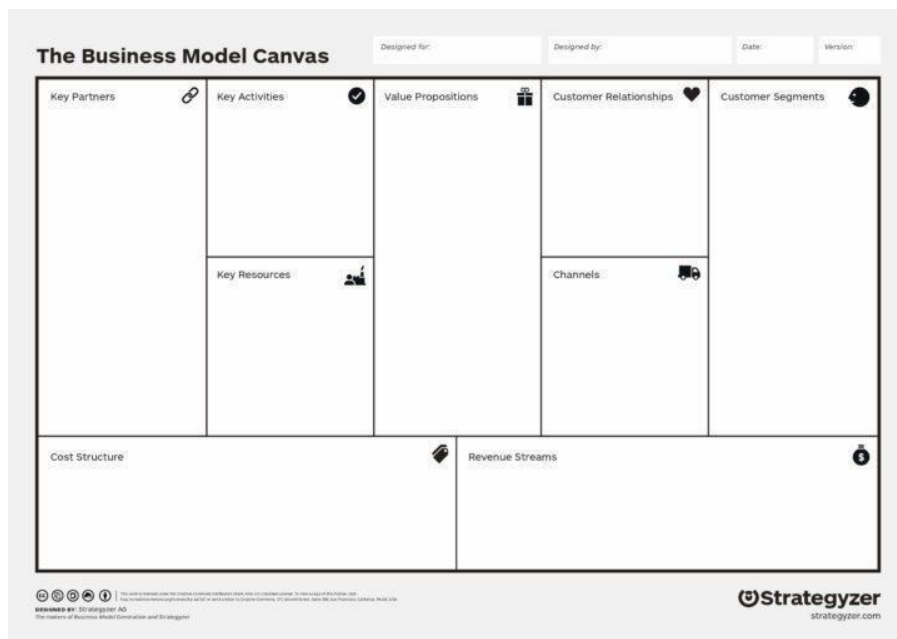 The Business Model Canvas
Designed for:
Designed by:
Date:
Version:
Key Partners
Key Activities
Value Propositions
Customer Relationships
Customer Segments
Key Resources
Channels
Cost Structure
Revenue Streams
DESIGNED BY: Strategyzer AG
The makers of Business Model Generation and Strategyzer
Strategyzer
strategyzer.com